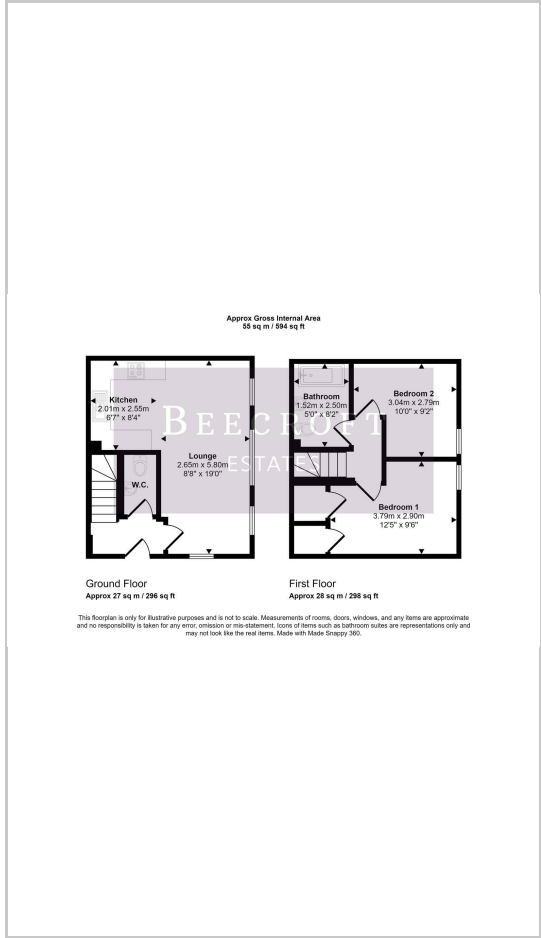 Approx Gross Internal Area
55 sq m / 594 sq ft
Kitchen
2.01m x 2.55m
6'7" x 8'4"
Lounge
2.65m x 5.80m
8'8" x 19'0"
W.C.
Bathroom
1.52m x 2.50m
5'0" x 8'2"
Bedroom 2
3.04m x 2.79m
10'0" x 9'2"
Bedroom 1
3.79m x 2.90m
12'5" x 9'6"
BEECROFT
ESTATES
Ground Floor
Approx 27 sq m / 296 sq ft
First Floor
Approx 28 sq m / 298 sq ft
This floorplan is only for illustrative purposes and is not to scale. Measurements of rooms, doors, windows, and any items are approximate
and no responsibility is taken for any error, omission or mis-statement. Icons of items such as bathroom suites are representations only and
may not look like the real items. Made with Made Snappy 360.